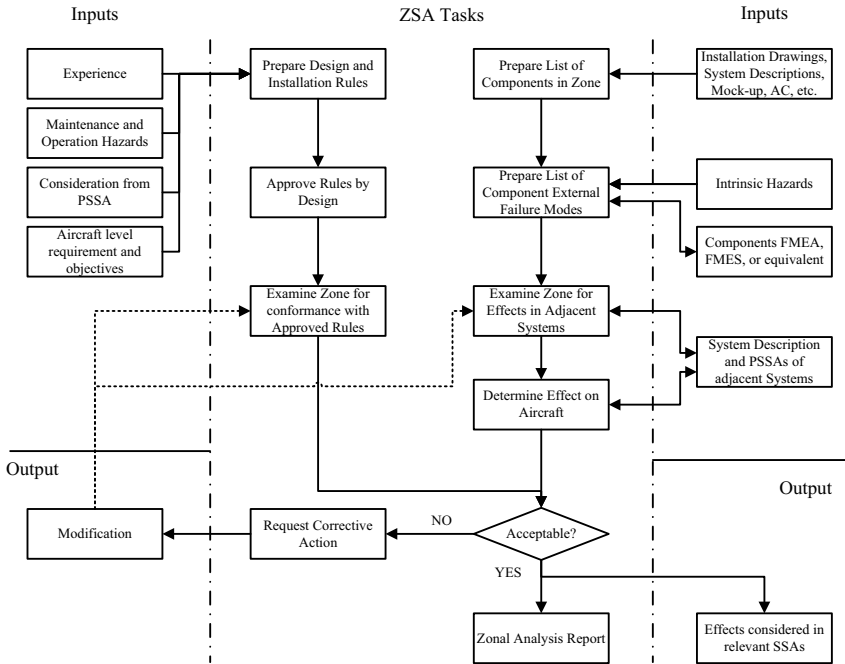 Inputs
ZSA Tasks
Inputs
Experience
Maintenance and
Operation Hazards
Consideration from
PSSA
Aircraft level
requirement and
objectives
Prepare Design and
Installation Rules
Approve Rules by
Design
Examine Zone for
conformance with
Approved Rules
Prepare List of
Components in Zone
Prepare List of
Component External
Failure Modes
Examine Zone for
Effects in Adjacent
Systems
Determine Effect on
Aircraft
Installation Drawings,
System Descriptions,
Mock-up, AC, etc.
Intrinsic Hazards
Components FMEA,
FMES, or equivalent
System Description
and PSSAs of
adjacent Systems
Output
Output
Modification
Request Corrective
Action
NO
Acceptable?
YES
Zonal Analysis Report
Effects considered in
relevant SSAs